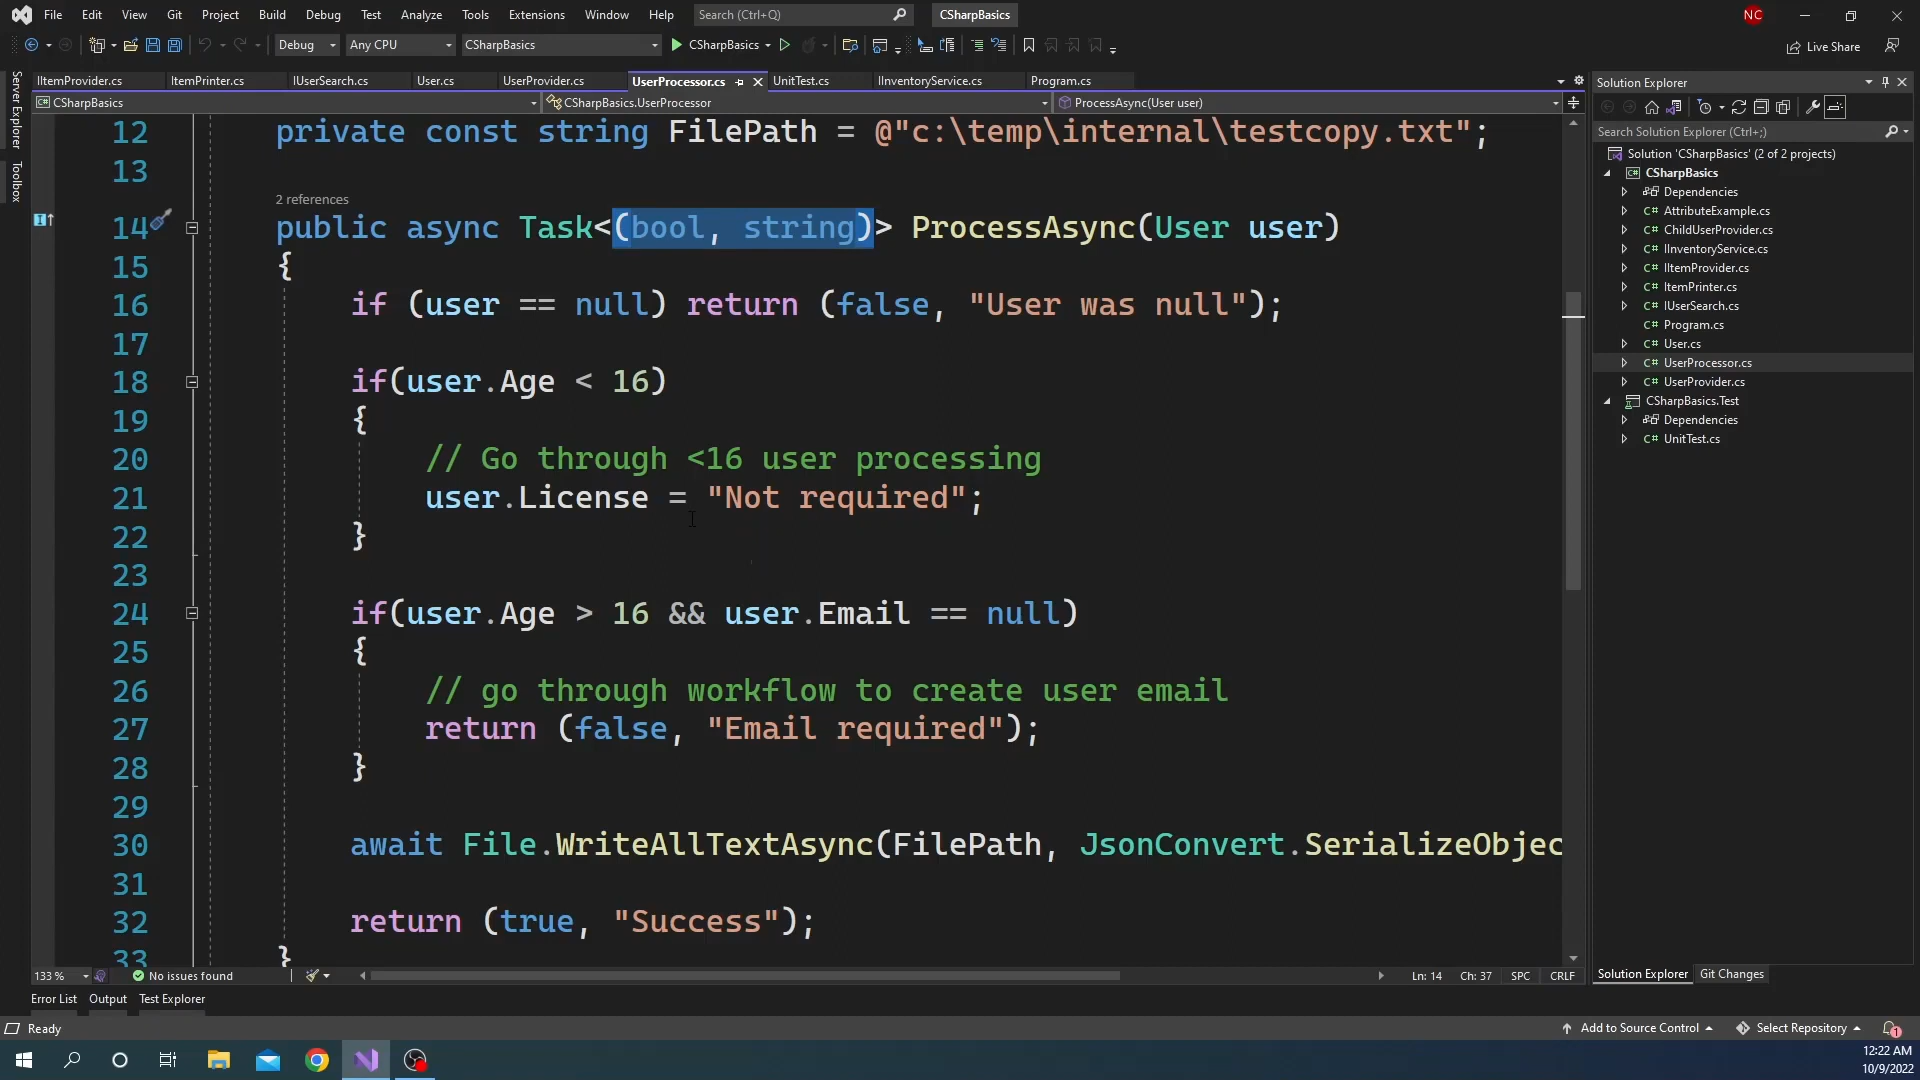 File Edit View Git Project Build Debug Test Analyze Tools Extensions Window Help Search (Ctrl+Q) CSharpBasics NC
Debug Any CPU CSharpBasics CSharpBasics Live Share
IItemProvider.cs ItemPrinter.cs IUserSearch.cs User.cs UserProvider.cs UserProcessor.cs UnitTest.cs IInventoryService.cs Program.cs
CSharpBasics CSharpBasics.UserProcessor ProcessAsync(User user)
Server Explorer
Toolbox
12 private const string FilePath = @"c:\temp\internal\testcopy.txt";
13
2 references
14 public async Task<(bool, string)> ProcessAsync(User user)
15 {
16 if (user == null) return (false, "User was null");
17
18 if(user.Age < 16)
19 {
20 // Go through <16 user processing
21 user.License = "Not required";
22 }
23
24 if(user.Age > 16 && user.Email == null)
25 {
26 // go through workflow to create user email
27 return (false, "Email required");
28 }
29
30 await File.WriteAllTextAsync(FilePath, JsonConvert.SerializeObjec
31
32 return (true, "Success");
33 }
133 % No issues found Ln: 14 Ch: 37 SPC CRLF
Solution Explorer
Search Solution Explorer (Ctrl+;)
Solution 'CSharpBasics' (2 of 2 projects)
CSharpBasics
Dependencies
C# AttributeExample.cs
C# ChildUserProvider.cs
C# IInventoryService.cs
C# IItemProvider.cs
C# ItemPrinter.cs
C# IUserSearch.cs
C# Program.cs
C# User.cs
C# UserProcessor.cs
C# UserProvider.cs
CSharpBasics.Test
Dependencies
C# UnitTest.cs
Solution Explorer Git Changes
Error List Output Test Explorer
Ready Add to Source Control Select Repository 1
12:22 AM
10/9/2022